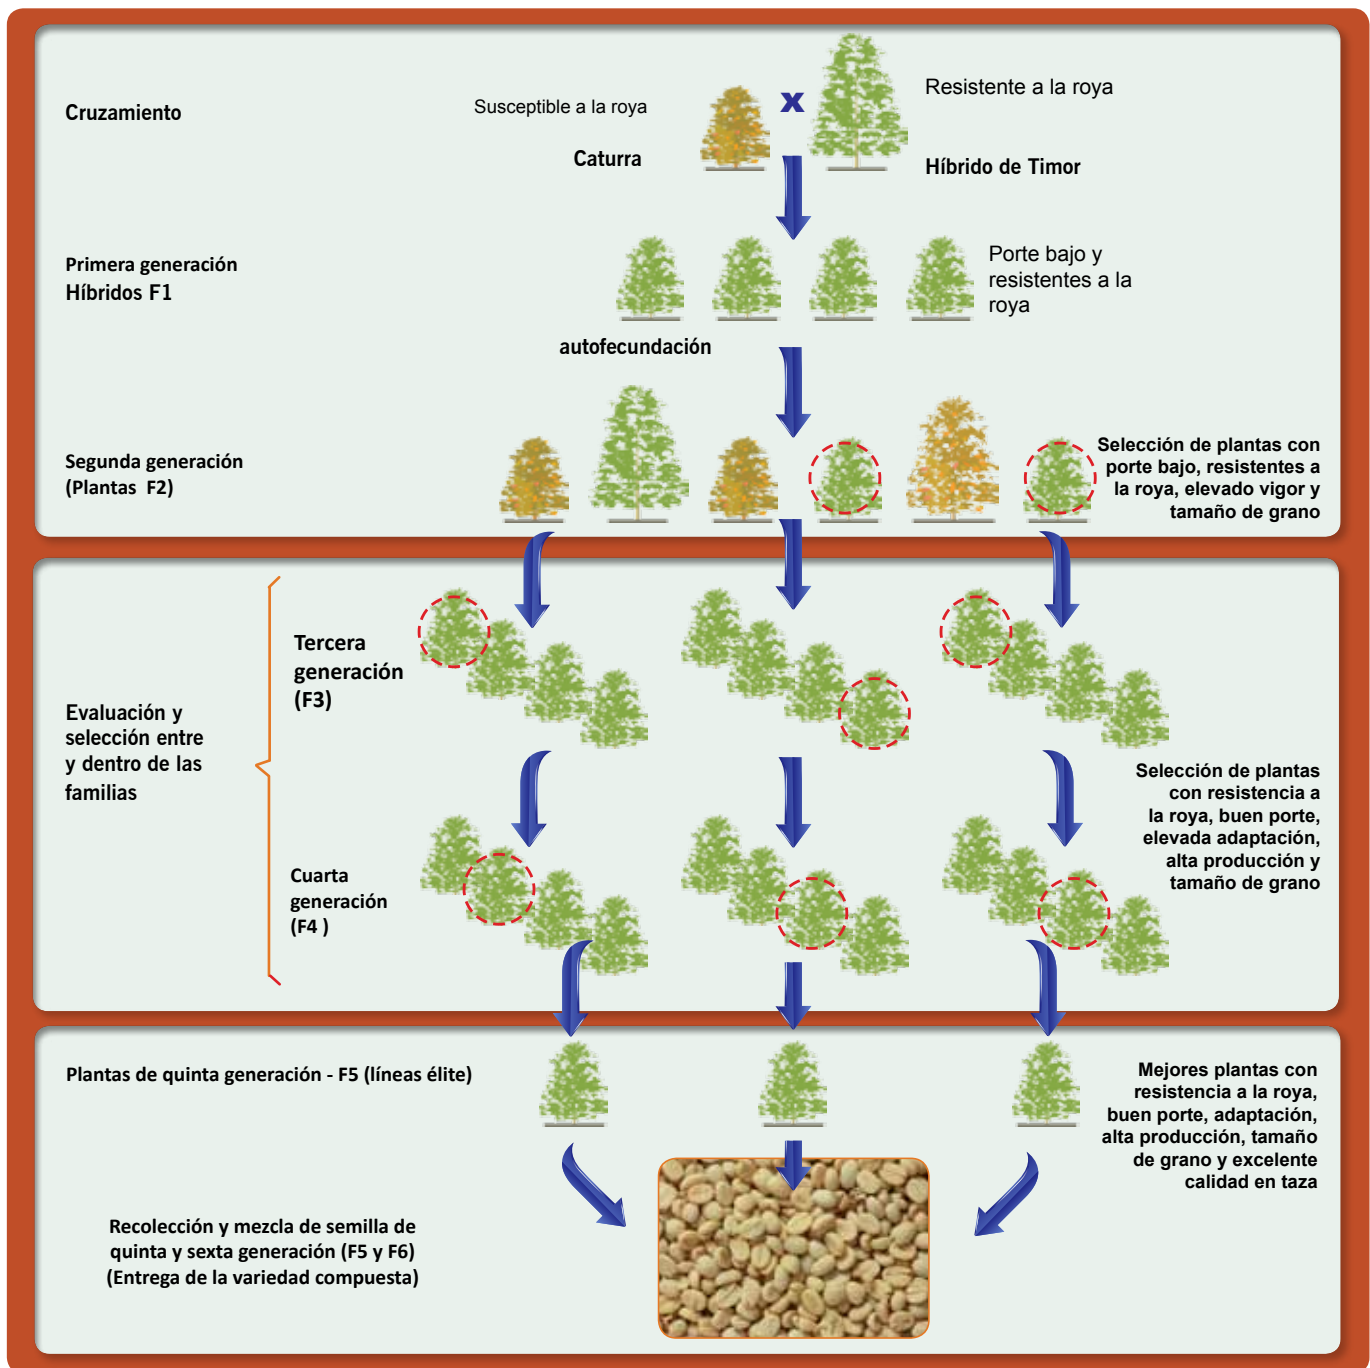 Cruzamiento
Susceptible a la roya
x
Resistente a la roya
Caturra
Híbrido de Timor
Primera generación
Híbridos F1
Porte bajo y
resistentes a la
roya
autofecundación
Segunda generación
(Plantas F2)
Selección de plantas con
porte bajo, resistentes a
la roya, elevado vigor y
tamaño de grano
Tercera
generación
(F3)
Evaluación y
selección entre
y dentro de las
familias
Selección de plantas
con resistencia a
la roya, buen porte,
elevada adaptación,
alta producción y
tamaño de grano
Cuarta
generación
(F4 )
Plantas de quinta generación - F5 (líneas élite)
Mejores plantas con
resistencia a la roya,
buen porte, adaptación,
alta producción, tamaño
de grano y excelente
calidad en taza
Recolección y mezcla de semilla de
quinta y sexta generación (F5 y F6)
(Entrega de la variedad compuesta)